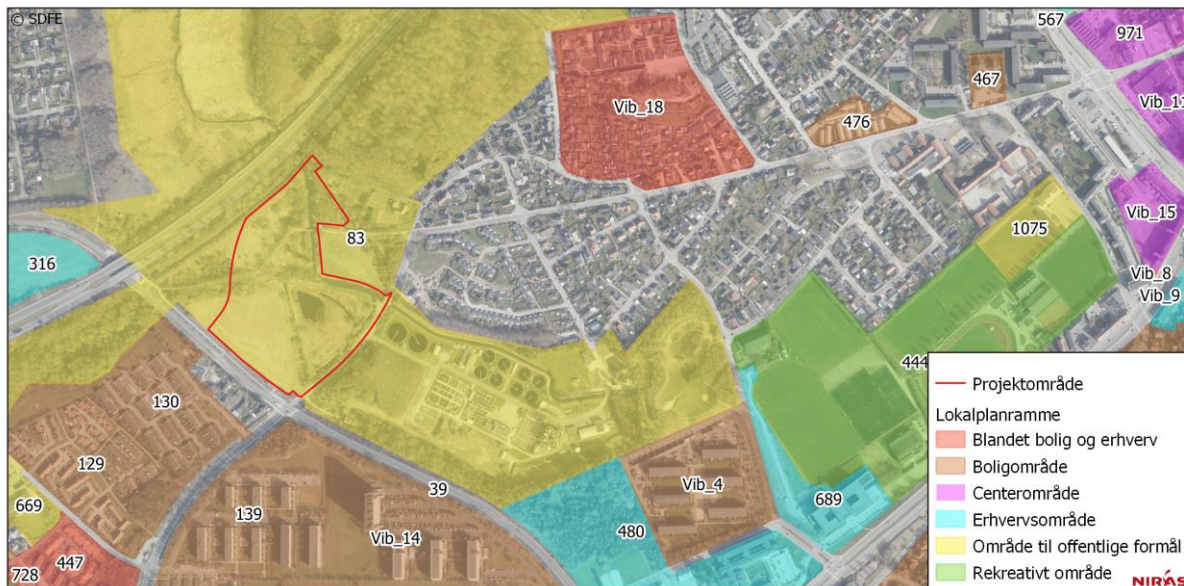 © SDFE
567
971
467
Vib_11
Vib_18
476
Vib_15
1075
83
316
Vib_8
Vib_9
444
130
129
39
Vib_4
689
669
139
480
Vib_14
447
728
Projektområde
Lokalplanramme
Blandet bolig og erhverv
Boligområde
Centerområde
Erhvervsområde
Område til offentlige formål
Rekreativt område
NIRÁS